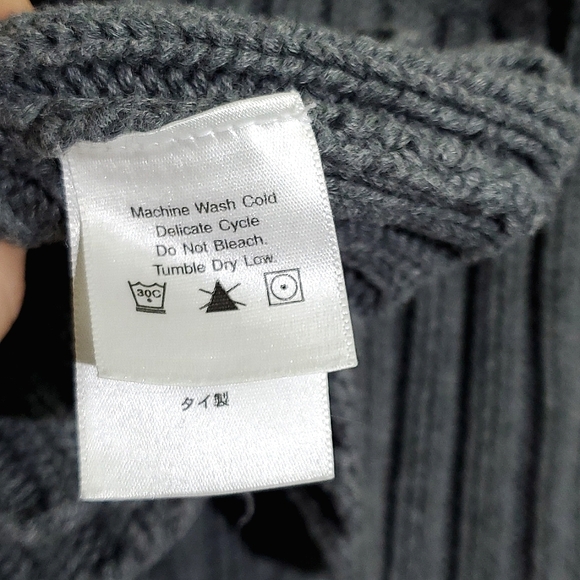 Machine Wash Cold
Delicate Cycle
Do Not Bleach.
Tumble Dry Low.
30C
タイ製